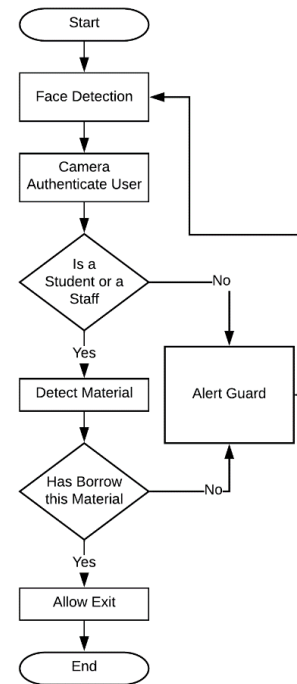 Start
Face Detection
Camera
Authenticate User
Is a
Student or a
Staff
No
Yes
Detect Material
Alert Guard
Has Borrow
this Material
No
Yes
Allow Exit
End